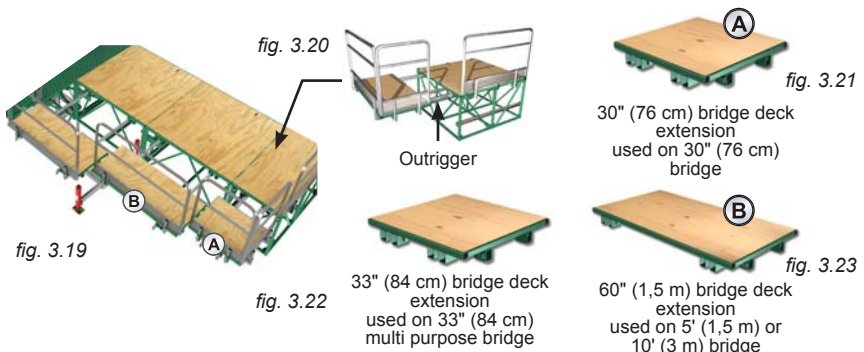 fig. 3.20
A
fig. 3.21
30" (76 cm) bridge deck
extension
used on 30" (76 cm)
bridge
Outrigger
B
A
fig. 3.19
fig. 3.22
33" (84 cm) bridge deck
extension
used on 33" (84 cm)
multi purpose bridge
B
fig. 3.23
60" (1,5 m) bridge deck
extension
used on 5' (1,5 m) or
10' (3 m) bridge